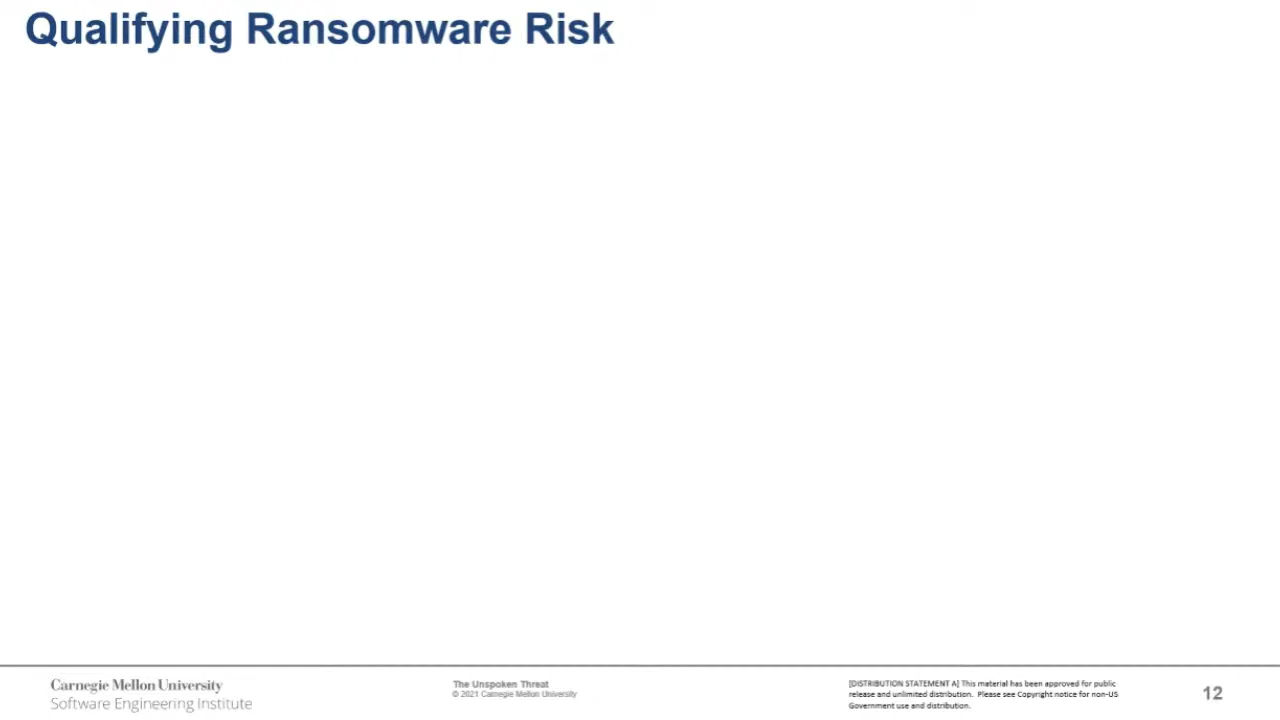 Qualifying Ransomware Risk
Carnegie Mellon University
Software Engineering Institute
The Unspoken Threat
© 2021 Carnegie Mellon University
[DISTRIBUTION STATEMENT A] This material has been approved for public
release and unlimited distribution. Please see Copyright notice for non-US
Government use and distribution.
12